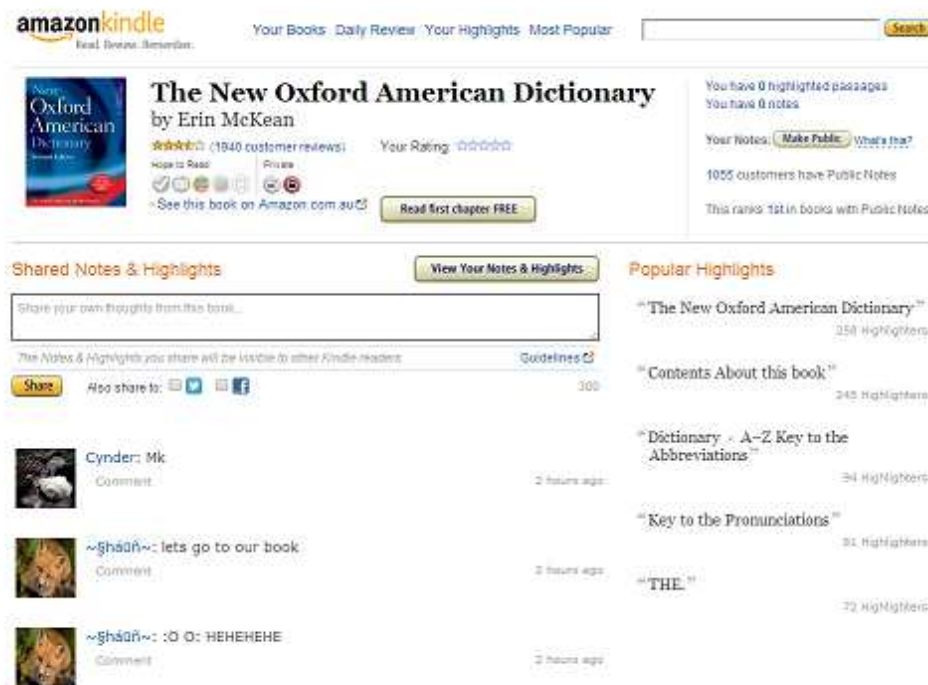 amazonkindle
Read. Review. Remember.
Your Books Daily Review Your Highlights Most Popular
Search
New
Oxford
American
Dictionary
The New Oxford American Dictionary
by Erin McKean
(1940 customer reviews)
Your Rating
Hope to Read
Private
See this book on Amazon.com.au
Read first chapter FREE
You have 0 highlighted passages
You have 0 notes
Your Notes: Make Public What's this?
1055 customers have Public Notes
This ranks 1st in books with Public Notes
Shared Notes & Highlights
View Your Notes & Highlights
Share your own thoughts from this book...
The Notes & Highlights you share will be visible to other Kindle readers
Guidelines
Share
Also share to:
300
Cynder: Mk
Comment
2 hours ago
~§háûñ~: lets go to our book
Comment
2 hours ago
~§háûñ~: :O O: HEHEHEHE
Comment
2 hours ago
Popular Highlights
“The New Oxford American Dictionary”
258 Highlighters
“Contents About this book”
245 Highlighters
“Dictionary - A–Z Key to the
Abbreviations”
94 Highlighters
“Key to the Pronunciations”
91 Highlighters
“THE.”
72 Highlighters